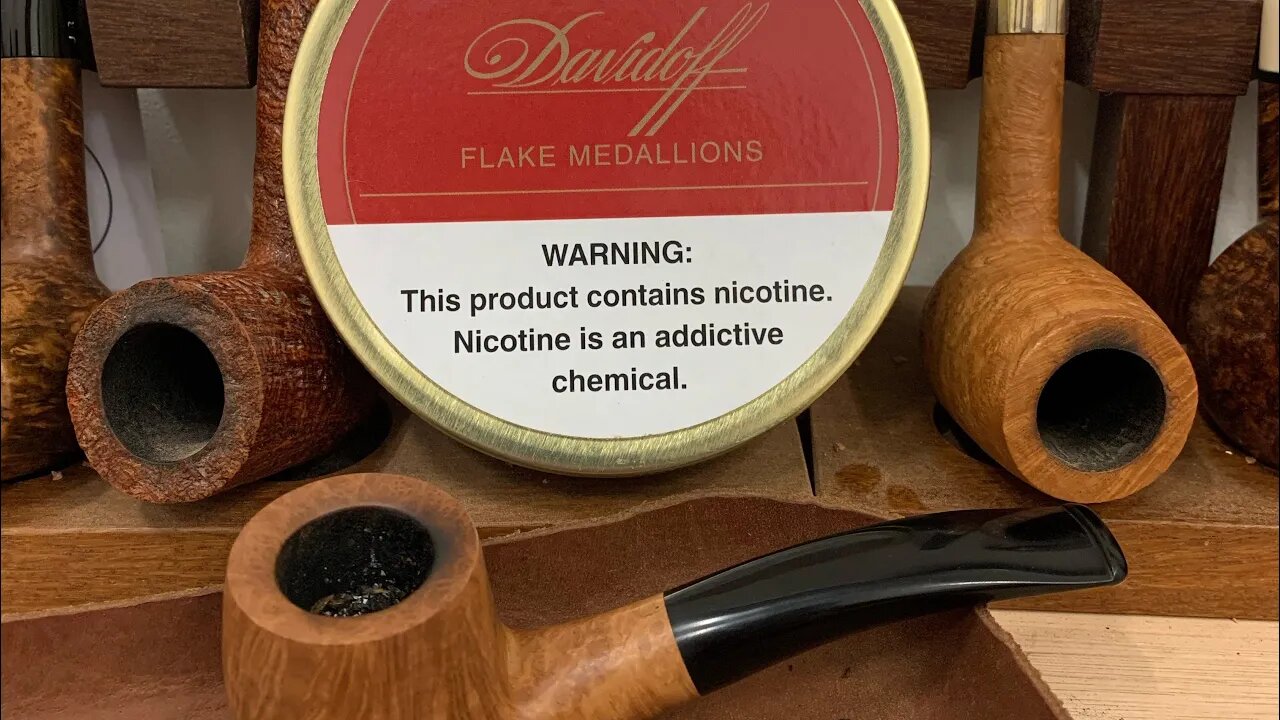 Davidoff
FLAKE MEDALLIONS
WARNING:
This product contains nicotine.
Nicotine is an addictive
chemical.